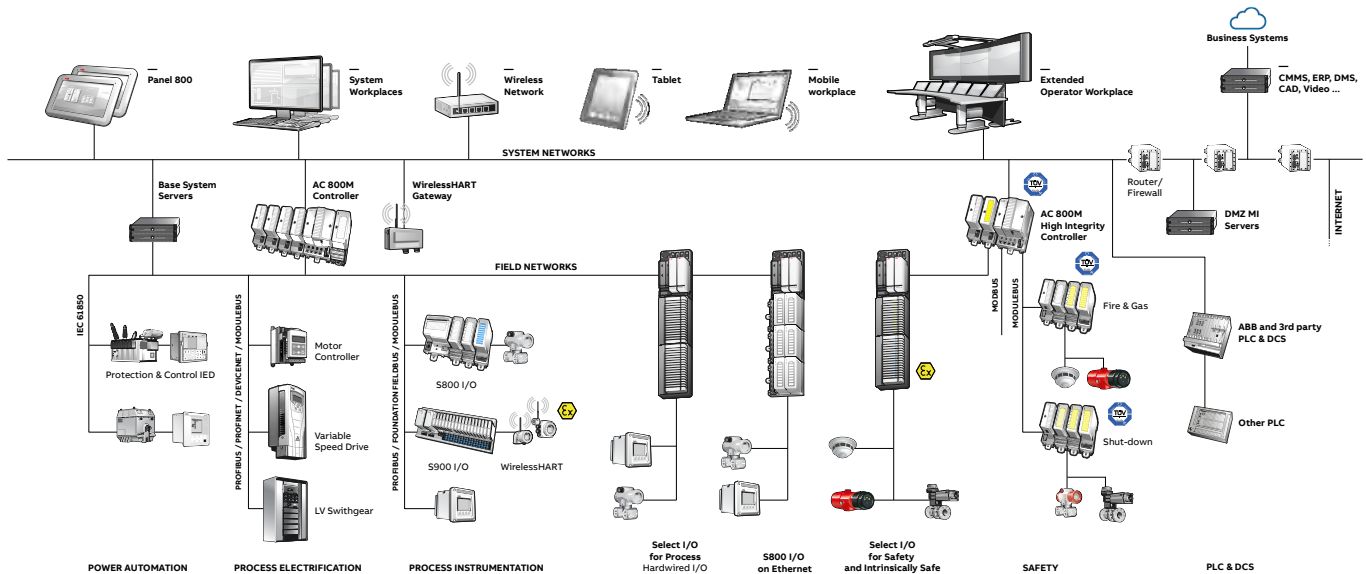 Business Systems
Panel 800
System
Workplaces
Wireless
Network
Tablet
Mobile
workplace
Extended
Operator Workplace
CMMS, ERP, DMS,
CAD, Video ...
SYSTEM NETWORKS
Base System
Servers
AC 800M
Controller
WirelessHART
Gateway
TÜV
AC 800M
High Integrity
Controller
Router/
Firewall
DMZ MI
Servers
INTERNET
FIELD NETWORKS
IEC 61850
PROFIBUS / PROFINET / DEVICENET / MODULEBUS
PROFIBUS / FOUNDATION FIELDBUS / MODULEBUS
MODBUS
MODULEBUS
TÜV
Fire & Gas
Protection & Control IED
Motor
Controller
S800 I/O
Ex
ABB and 3rd party
PLC & DCS
Variable
Speed Drive
S900 I/O
Ex
WirelessHART
TÜV
Shut-down
Other PLC
LV Swithgear
POWER AUTOMATION
PROCESS ELECTRIFICATION
PROCESS INSTRUMENTATION
Select I/O
for Process
Hardwired I/O
S800 I/O
on Ethernet
Select I/O
for Safety
and Intrinsically Safe
SAFETY
PLC & DCS